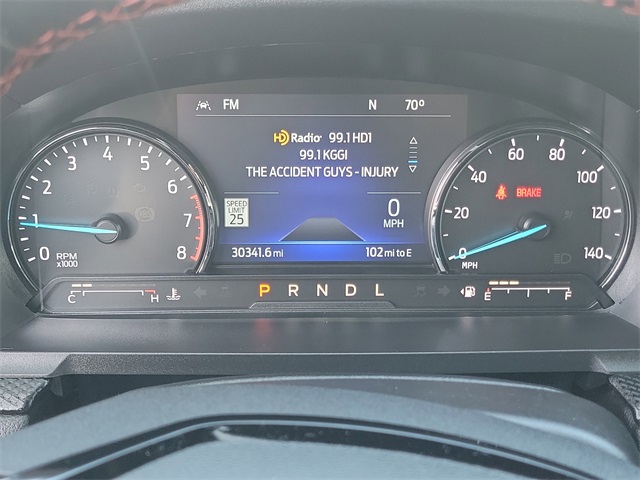 FM N 70°
HD Radio 99.1 HD1
99.1 KGGI
THE ACCIDENT GUYS - INJURY
SPEED
LIMIT
25
0
MPH
30341.6 mi 102 mi to E
0 1 2 3 4 5 6 7 8
RPM
x1000
0 20 40 60 80 100 120 140
MPH
BRAKE
C H
P R N D L
E F